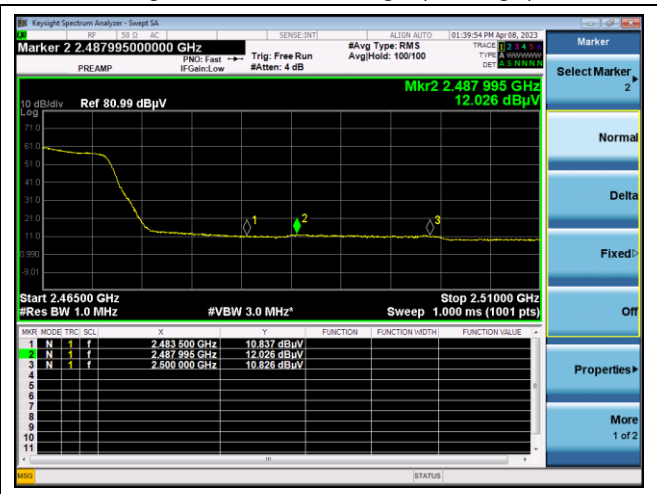 Keysight Spectrum Analyzer - Swept SA
RF 50 Ω AC SENSE:INT ALIGN AUTO 01:39:54 PM Apr 08, 2023
Marker 2 2.487995000000 GHz
PREAMP
PNO: Fast
IFGain:Low
Trig: Free Run
#Atten: 4 dB
#Avg Type: RMS
Avg|Hold: 100/100
TRACE 1 2 3 4 5 6
TYPE A WWWWW
DET A S N N N N
Mkr2 2.487 995 GHz
12.026 dBµV
10 dB/div Ref 80.99 dBµV
Log
71.0
61.0
51.0
41.0
31.0
21.0
11.0
0.990
-9.01
1
2
3
Start 2.46500 GHz Stop 2.51000 GHz
#Res BW 1.0 MHz #VBW 3.0 MHz* Sweep 1.000 ms (1001 pts)
MKR MODE TRC SCL X Y FUNCTION FUNCTION WIDTH FUNCTION VALUE
1 N 1 f 2.483 500 GHz 10.837 dBµV
2 N 1 f 2.487 995 GHz 12.026 dBµV
3 N 1 f 2.500 000 GHz 10.826 dBµV
4
5
6
7
8
9
10
11
MSG STATUS
Marker
Select Marker
2
Normal
Delta
Fixed
Off
Properties
More
1 of 2